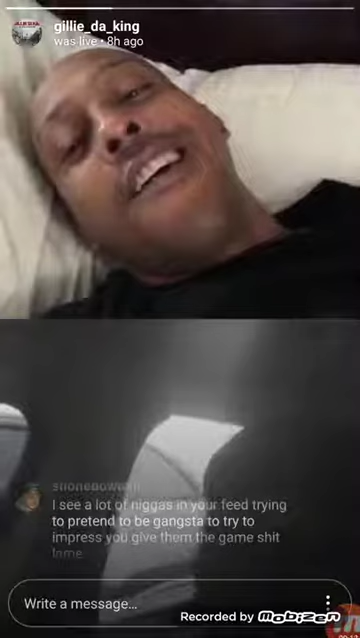 gillie_da_king
was live • 8h ago
I see a lot of niggas in your feed trying
to pretend to be gangsta to try to
impress you give them the game shit
Write a message...
Recorded by Mobizen